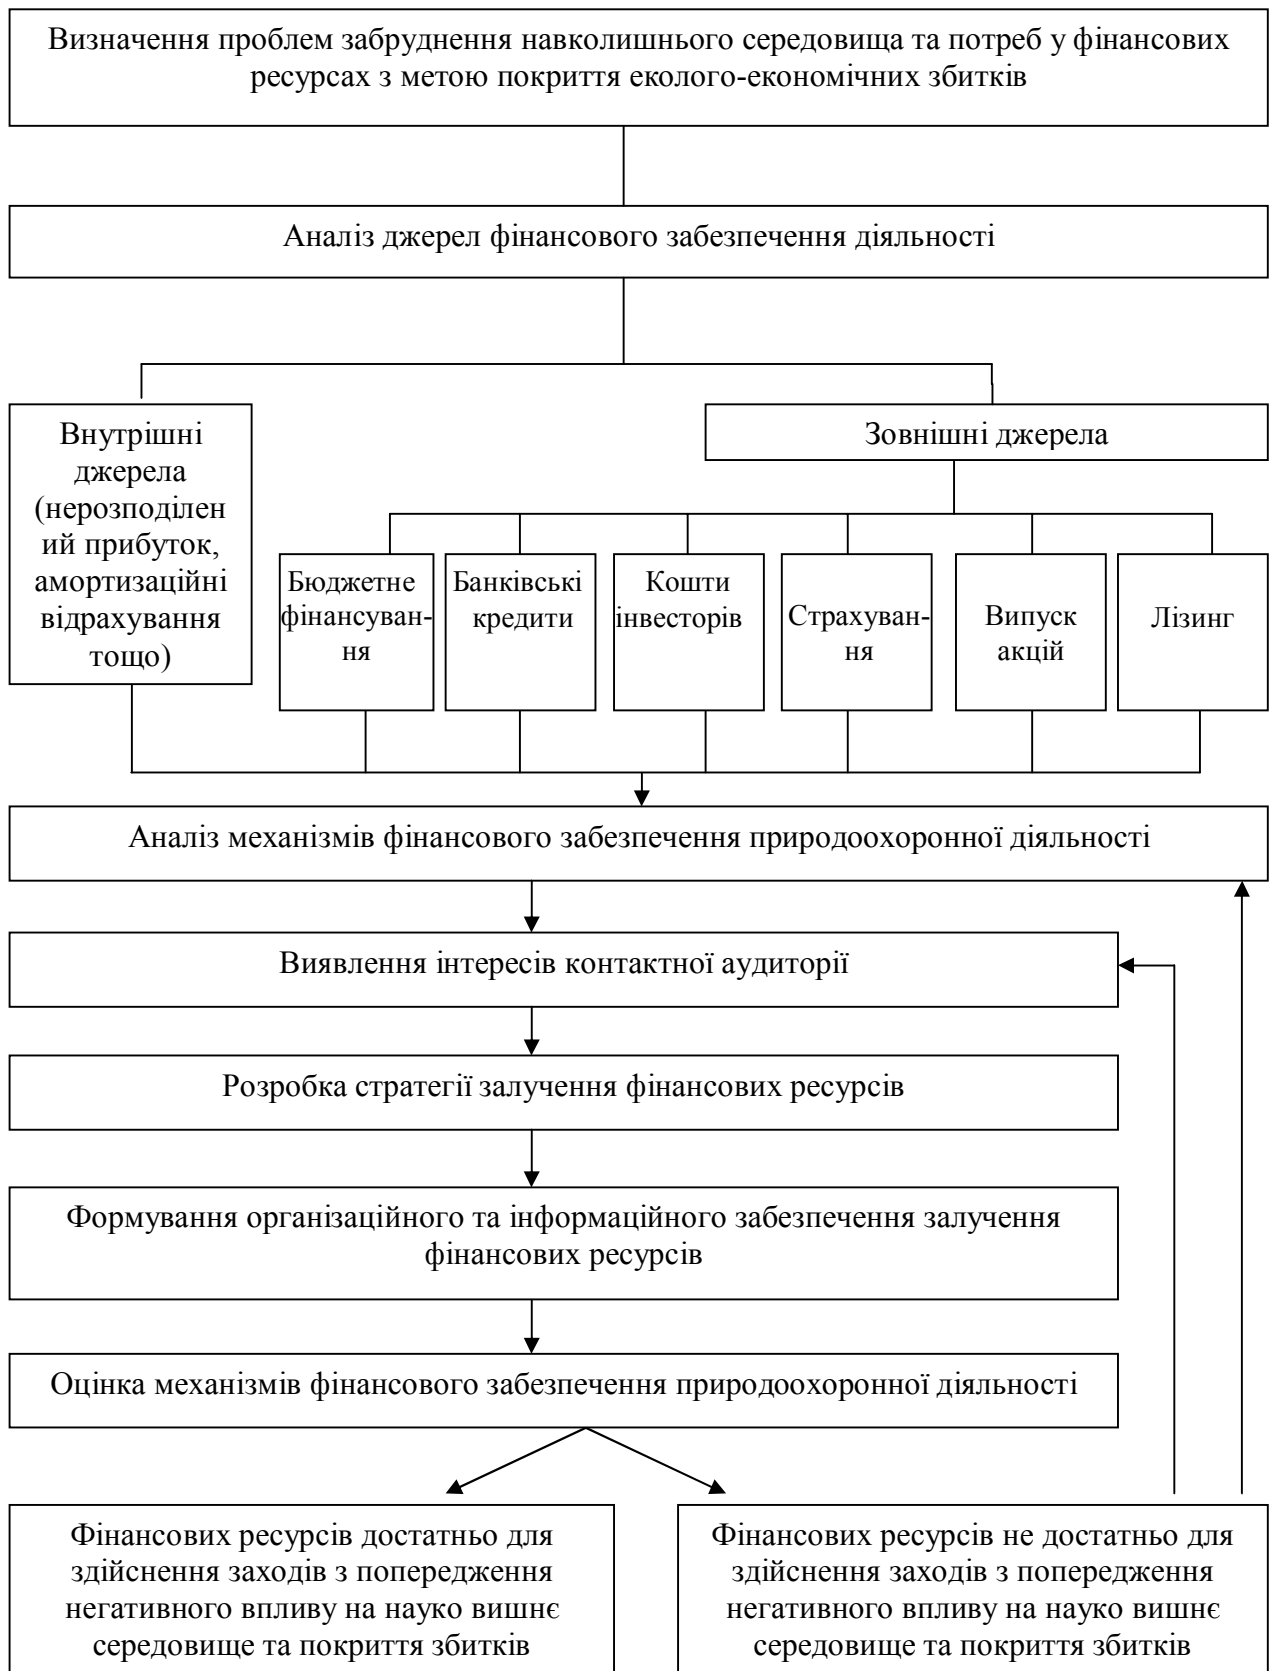 Визначення проблем забруднення навколишнього середовища та потреб у фінансових
ресурсах з метою покриття еколого-економічних збитків
Аналіз джерел фінансового забезпечення діяльності
Внутрішні
джерела
(нерозподілен
ий прибуток,
амортизаційні
відрахування
тощо)
Зовнішні джерела
Бюджетне
фінансуван-
ня
Банківські
кредити
Кошти
інвесторів
Страхуван-
ня
Випуск
акцій
Лізинг
Аналіз механізмів фінансового забезпечення природоохоронної діяльності
Виявлення інтересів контактної аудиторії
Розробка стратегії залучення фінансових ресурсів
Формування організаційного та інформаційного забезпечення залучення
фінансових ресурсів
Оцінка механізмів фінансового забезпечення природоохоронної діяльності
Фінансових ресурсів достатньо для
здійснення заходів з попередження
негативного впливу на науко вишнє
середовище та покриття збитків
Фінансових ресурсів не достатньо для
здійснення заходів з попередження
негативного впливу на науко вишнє
середовище та покриття збитків